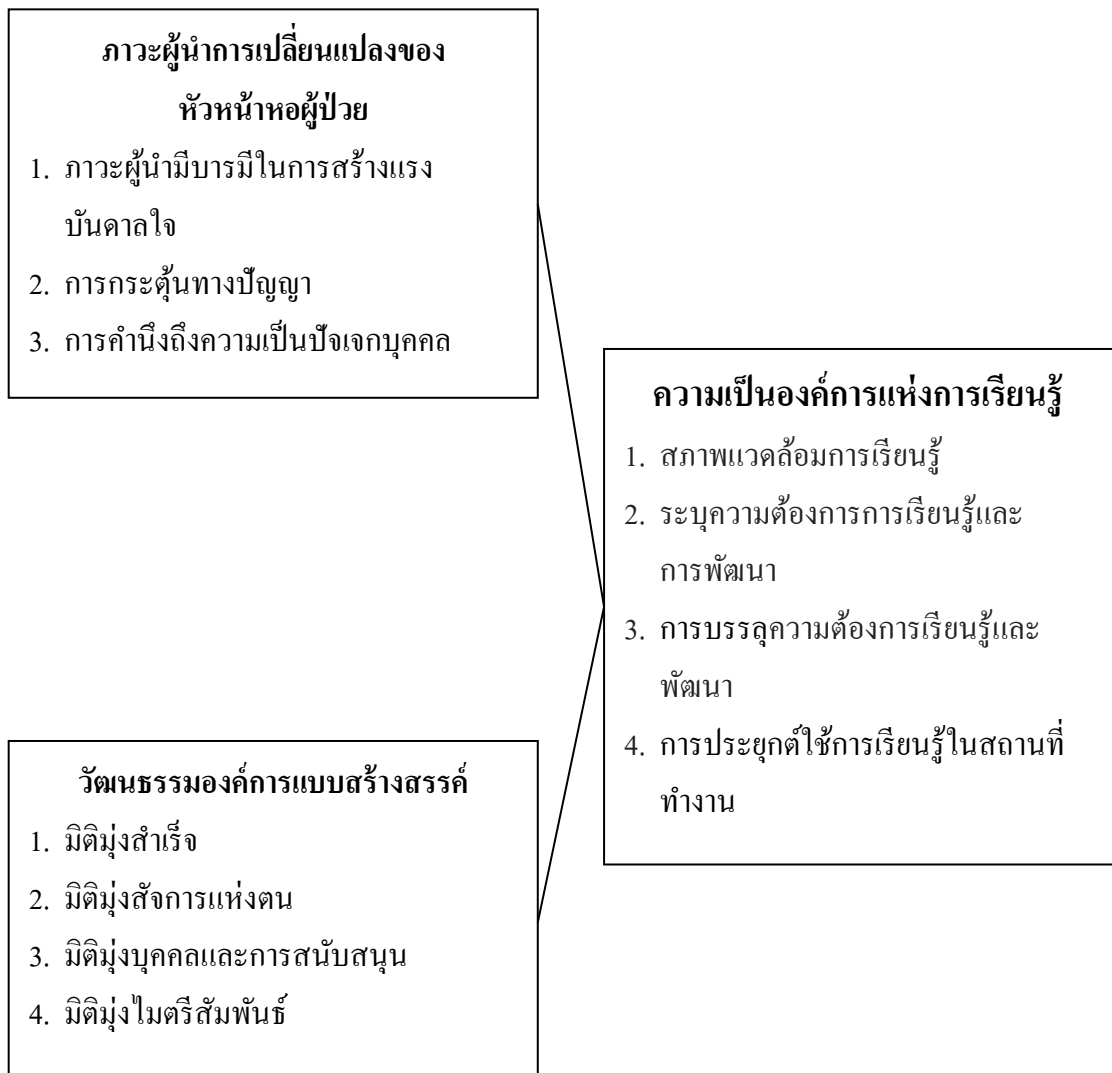 ภาวะผู้นำการเปลี่ยนแปลงของ
หัวหน้าหอผู้ป่วย
1. ภาวะผู้นำมีบารมีในการสร้างแรง
บันดาลใจ
2. การกระตุ้นทางปัญญา
3. การคำนึงถึงความเป็นปัจเจกบุคคล
ความเป็นองค์การแห่งการเรียนรู้
1. สภาพแวดล้อมการเรียนรู้
2. ระบุความต้องการการเรียนรู้และ
การพัฒนา
3. การบรรลุความต้องการเรียนรู้และ
พัฒนา
4. การประยุกต์ใช้การเรียนรู้ในสถานที่
ทำงาน
วัฒนธรรมองค์การแบบสร้างสรรค์
1. มิติมุ่งสำเร็จ
2. มิติมุ่งสัจการแห่งตน
3. มิติมุ่งบุคคลและการสนับสนุน
4. มิติมุ่งไมตรีสัมพันธ์